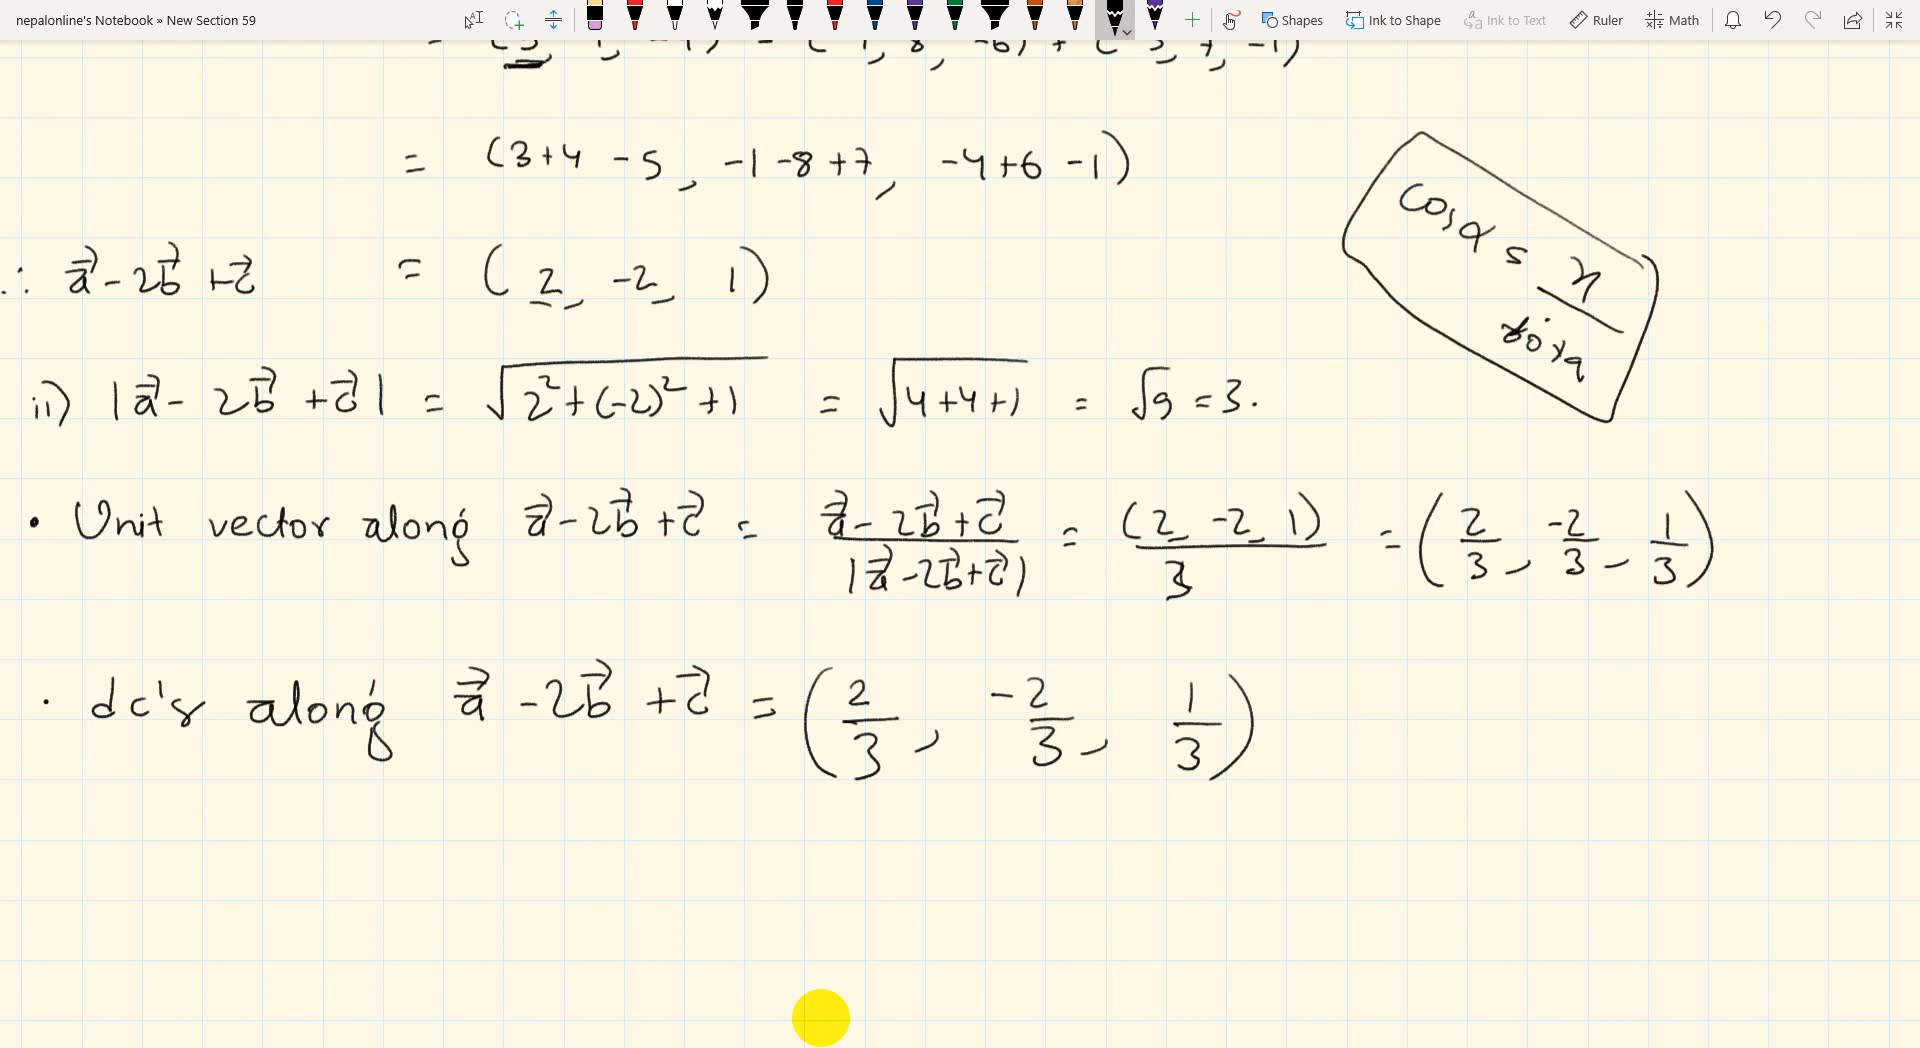 nepalonline's Notebook » New Section 59
Shapes Ink to Shape Ink to Text Ruler Math
= (3+4-5, -1-8+7, -4+6-1)
∴ a⃗ - 2b⃗ + c⃗ = (2, -2, 1)
ii) |a⃗ - 2b⃗ + c⃗| = √(2² + (-2)² + 1) = √(4+4+1) = √9 = 3.
• Unit vector along a⃗ - 2b⃗ + c⃗ = (a⃗ - 2b⃗ + c⃗)/|a⃗ - 2b⃗ + c⃗| = (2, -2, 1)/3 = (2/3, -2/3, 1/3)
• dc's along a⃗ - 2b⃗ + c⃗ = (2/3, -2/3, 1/3)
cos α =